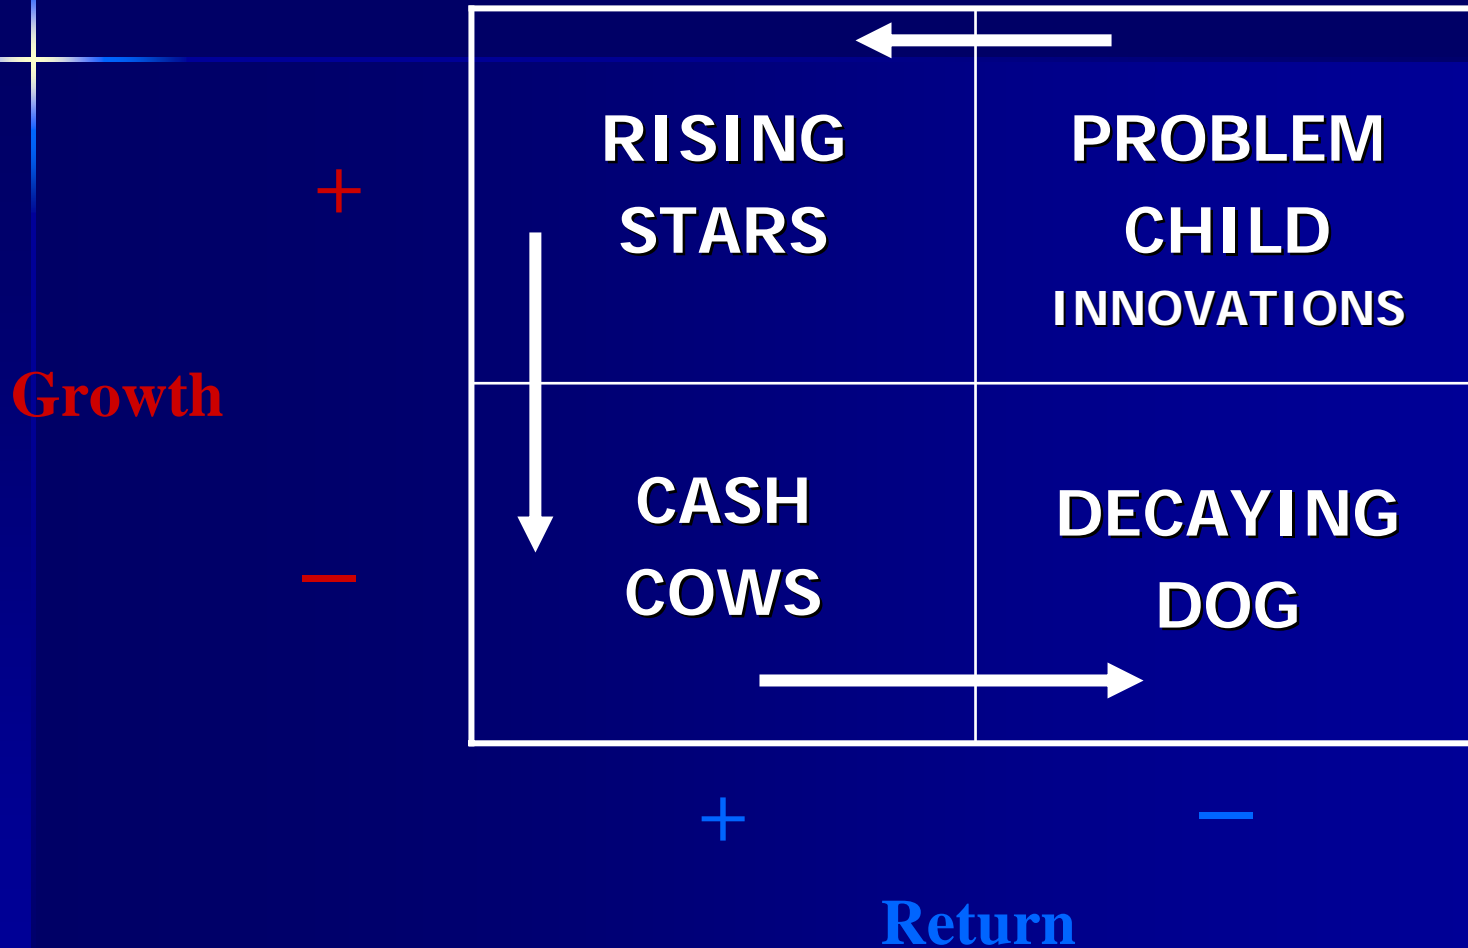 RISING
STARS
PROBLEM
CHILD
INNOVATIONS
+
Growth
CASH
COWS
DECAYING
DOG
–
+
–
Return